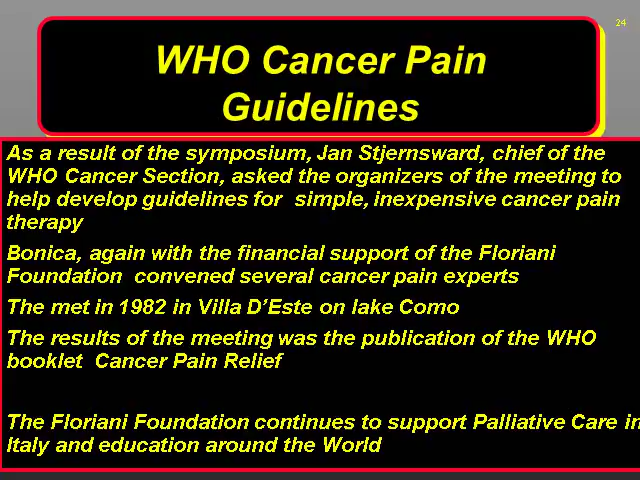 24
WHO Cancer Pain
Guidelines
As a result of the symposium, Jan Stjernsward, chief of the
WHO Cancer Section, asked the organizers of the meeting to
help develop guidelines for  simple, inexpensive cancer pain
therapy
Bonica, again with the financial support of the Floriani
Foundation  convened several cancer pain experts
The met in 1982 in Villa D'Este on lake Como
The results of the meeting was the publication of the WHO
booklet  Cancer Pain Relief
The Floriani Foundation continues to support Palliative Care in
Italy and education around the World